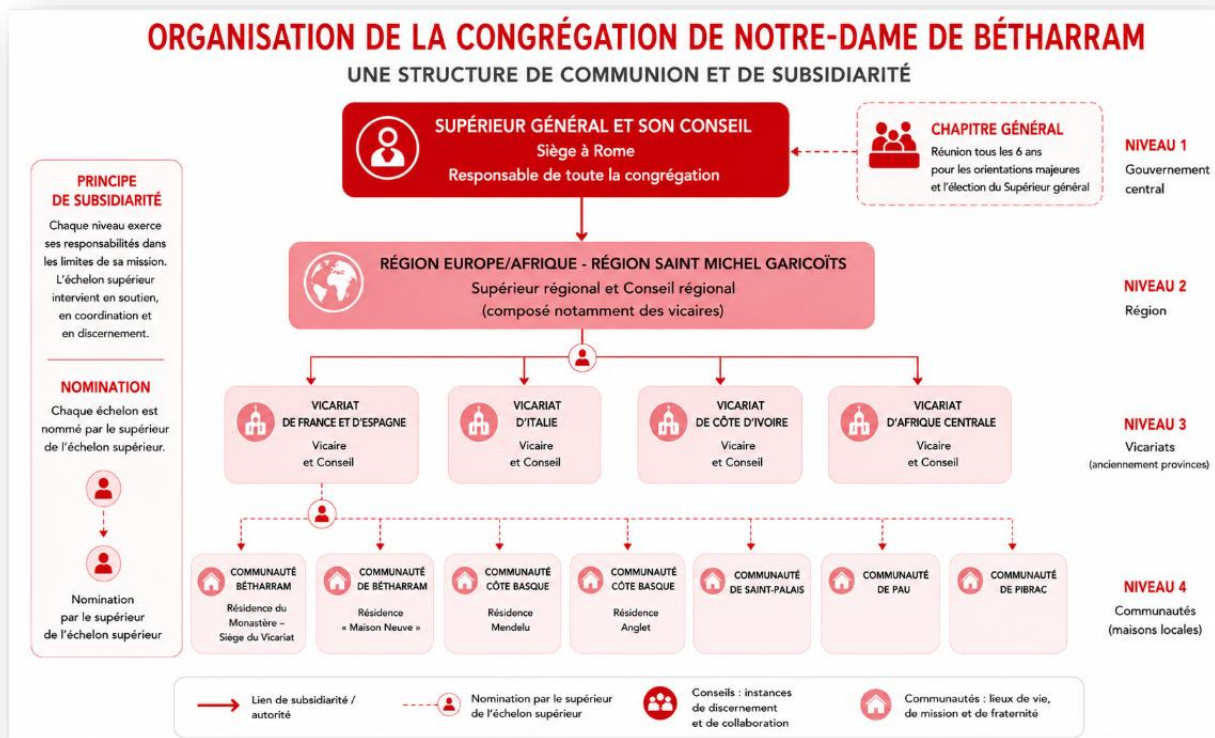 ORGANISATION DE LA CONGRÉGATION DE NOTRE-DAME DE BÉTHARRAM
UNE STRUCTURE DE COMMUNION ET DE SUBSIDIARITÉ
SUPÉRIEUR GÉNÉRAL ET SON CONSEIL
Siège à Rome
Responsable de toute la congrégation
CHAPITRE GÉNÉRAL
Réunion tous les 6 ans
pour les orientations majeures
et l'élection du Supérieur général
NIVEAU 1
Gouvernement
central
PRINCIPE
DE SUBSIDIARITÉ
Chaque niveau exerce
ses responsabilités dans
les limites de sa mission.
L'échelon supérieur
intervient en soutien,
en coordination et
en discernement.
NOMINATION
Chaque échelon est
nommé par le supérieur
de l'échelon supérieur.
Nomination
par le supérieur
de l'échelon supérieur
RÉGION EUROPE/AFRIQUE - RÉGION SAINT MICHEL GARICOÏTS
Supérieur régional et Conseil régional
(composé notamment des vicaires)
NIVEAU 2
Région
VICARIAT
DE FRANCE ET D'ESPAGNE
Vicaire
et Conseil
VICARIAT
D'ITALIE
Vicaire
et Conseil
VICARIAT
DE CÔTE D'IVOIRE
Vicaire
et Conseil
VICARIAT
D'AFRIQUE CENTRALE
Vicaire
et Conseil
NIVEAU 3
Vicariats
(anciennement provinces)
COMMUNAUTÉ
BÉTHARRAM
Résidence du
Monastère –
Siège du Vicariat
COMMUNAUTÉ
DE BÉTHARRAM
Résidence
« Maison Neuve »
COMMUNAUTÉ
CÔTE BASQUE
Résidence
Mendelu
COMMUNAUTÉ
CÔTE BASQUE
Résidence
Anglet
COMMUNAUTÉ
DE SAINT-PALAIS
COMMUNAUTÉ
DE PAU
COMMUNAUTÉ
DE PIBRAC
NIVEAU 4
Communautés
(maisons locales)
Lien de subsidiarité /
autorité
Nomination par le supérieur
de l'échelon supérieur
Conseils : instances
de discernement
et de collaboration
Communautés : lieux de vie,
de mission et de fraternité